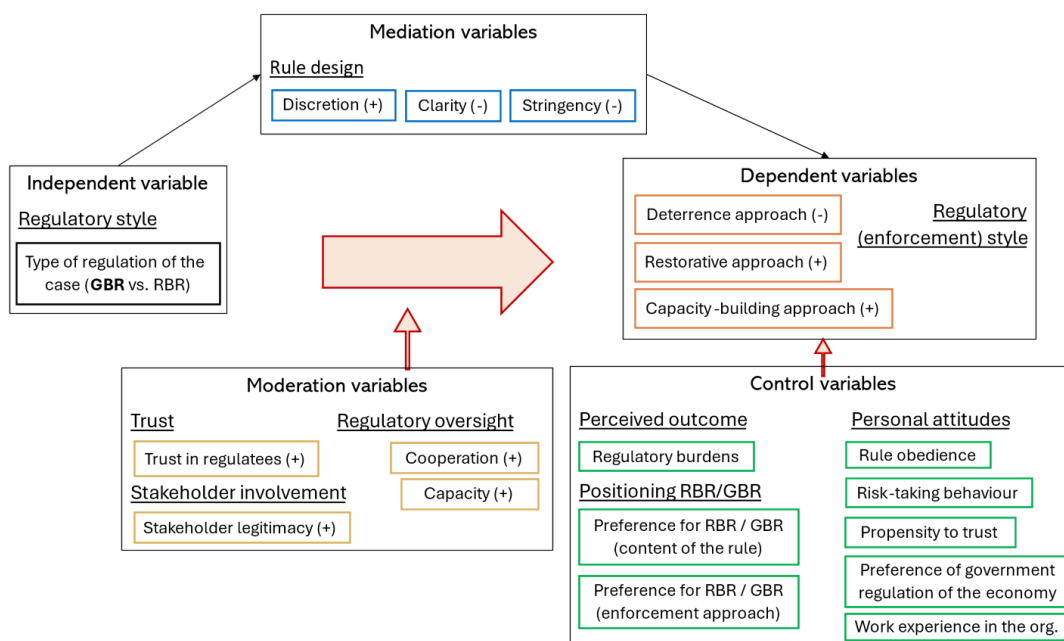 Mediation variables
Rule design
Discretion (+)
Clarity (-)
Stringency (-)
Independent variable
Regulatory style
Type of regulation of the
case (GBR vs. RBR)
Dependent variables
Deterrence approach (-)
Restorative approach (+)
Capacity-building approach (+)
Regulatory
(enforcement) style
Moderation variables
Trust
Trust in regulatees (+)
Stakeholder involvement
Stakeholder legitimacy (+)
Regulatory oversight
Cooperation (+)
Capacity (+)
Control variables
Perceived outcome
Regulatory burdens
Positioning RBR/GBR
Preference for RBR / GBR
(content of the rule)
Preference for RBR / GBR
(enforcement approach)
Personal attitudes
Rule obedience
Risk-taking behaviour
Propensity to trust
Preference of government
regulation of the economy
Work experience in the org.